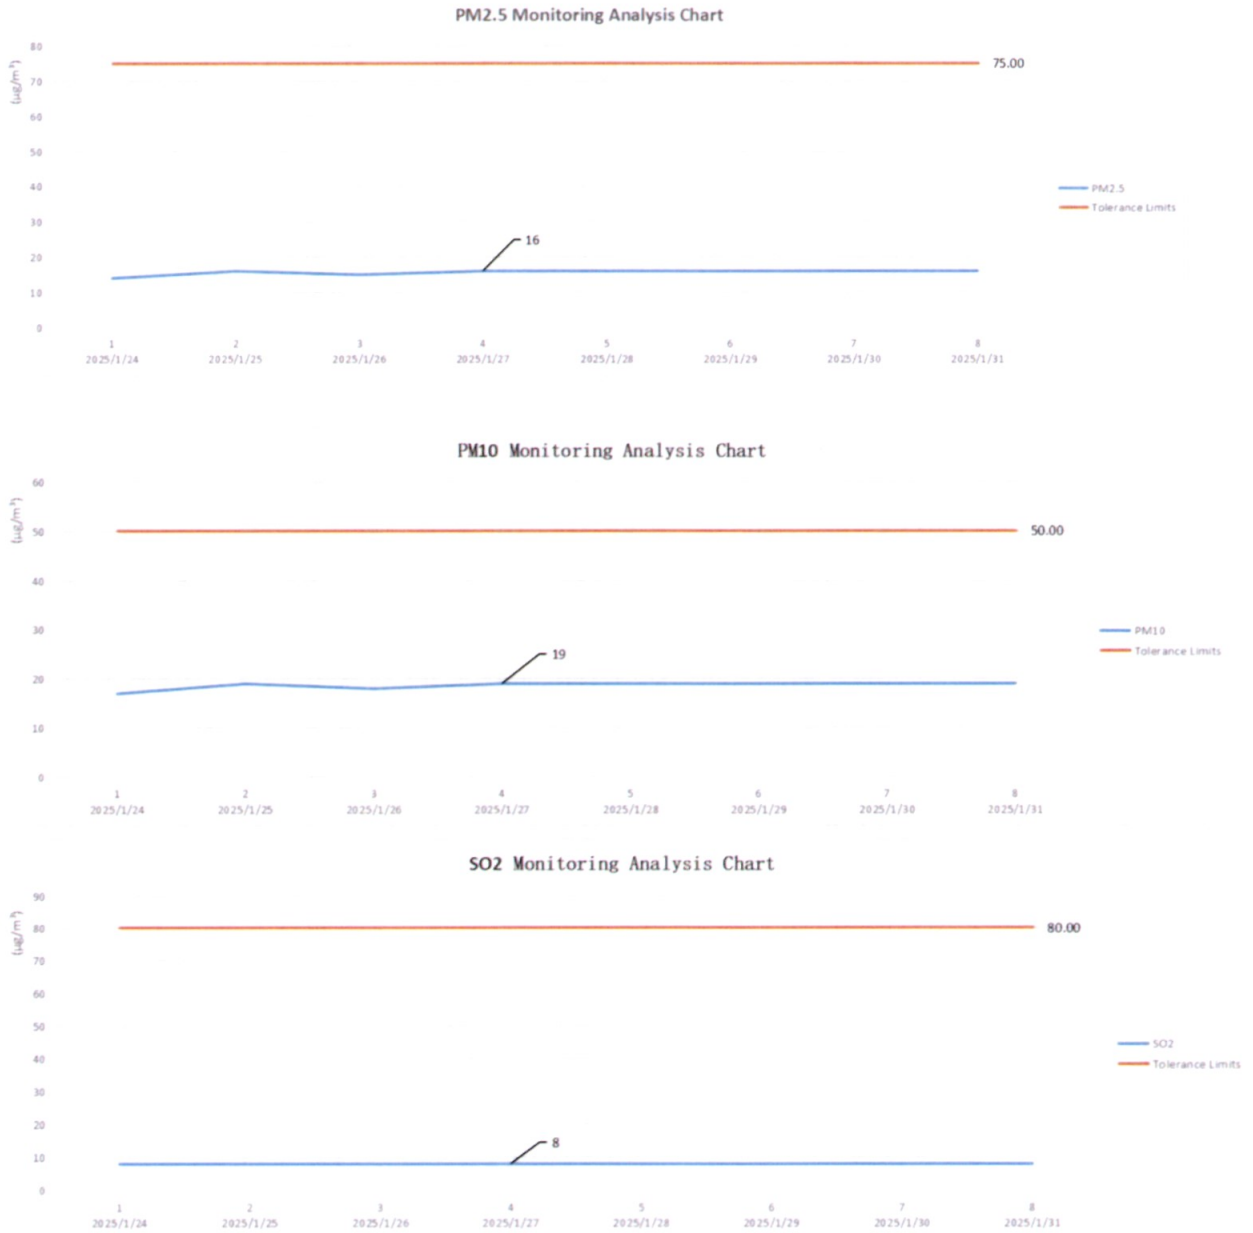 PM2.5 Monitoring Analysis Chart
(μg/m³)
80
70
60
50
40
30
20
10
0
75.00
16
PM2.5
Tolerance Limits
1 2 3 4 5 6 7 8
2025/1/24 2025/1/25 2025/1/26 2025/1/27 2025/1/28 2025/1/29 2025/1/30 2025/1/31
PM10 Monitoring Analysis Chart
(μg/m³)
60
50
40
30
20
10
0
50.00
19
PM10
Tolerance Limits
1 2 3 4 5 6 7 8
2025/1/24 2025/1/25 2025/1/26 2025/1/27 2025/1/28 2025/1/29 2025/1/30 2025/1/31
SO2 Monitoring Analysis Chart
(μg/m³)
90
80
70
60
50
40
30
20
10
0
80.00
8
SO2
Tolerance Limits
1 2 3 4 5 6 7 8
2025/1/24 2025/1/25 2025/1/26 2025/1/27 2025/1/28 2025/1/29 2025/1/30 2025/1/31